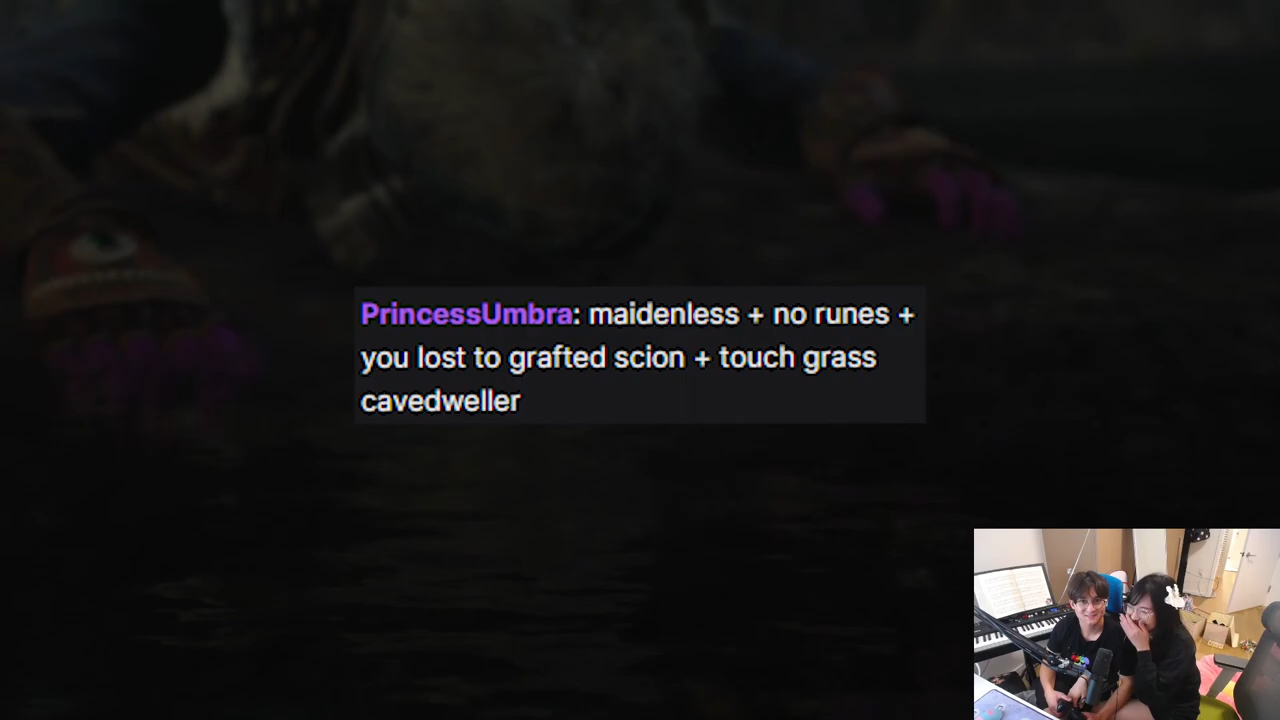 PrincessUmbra: maidenless + no runes +
you lost to grafted scion + touch grass
cavedweller